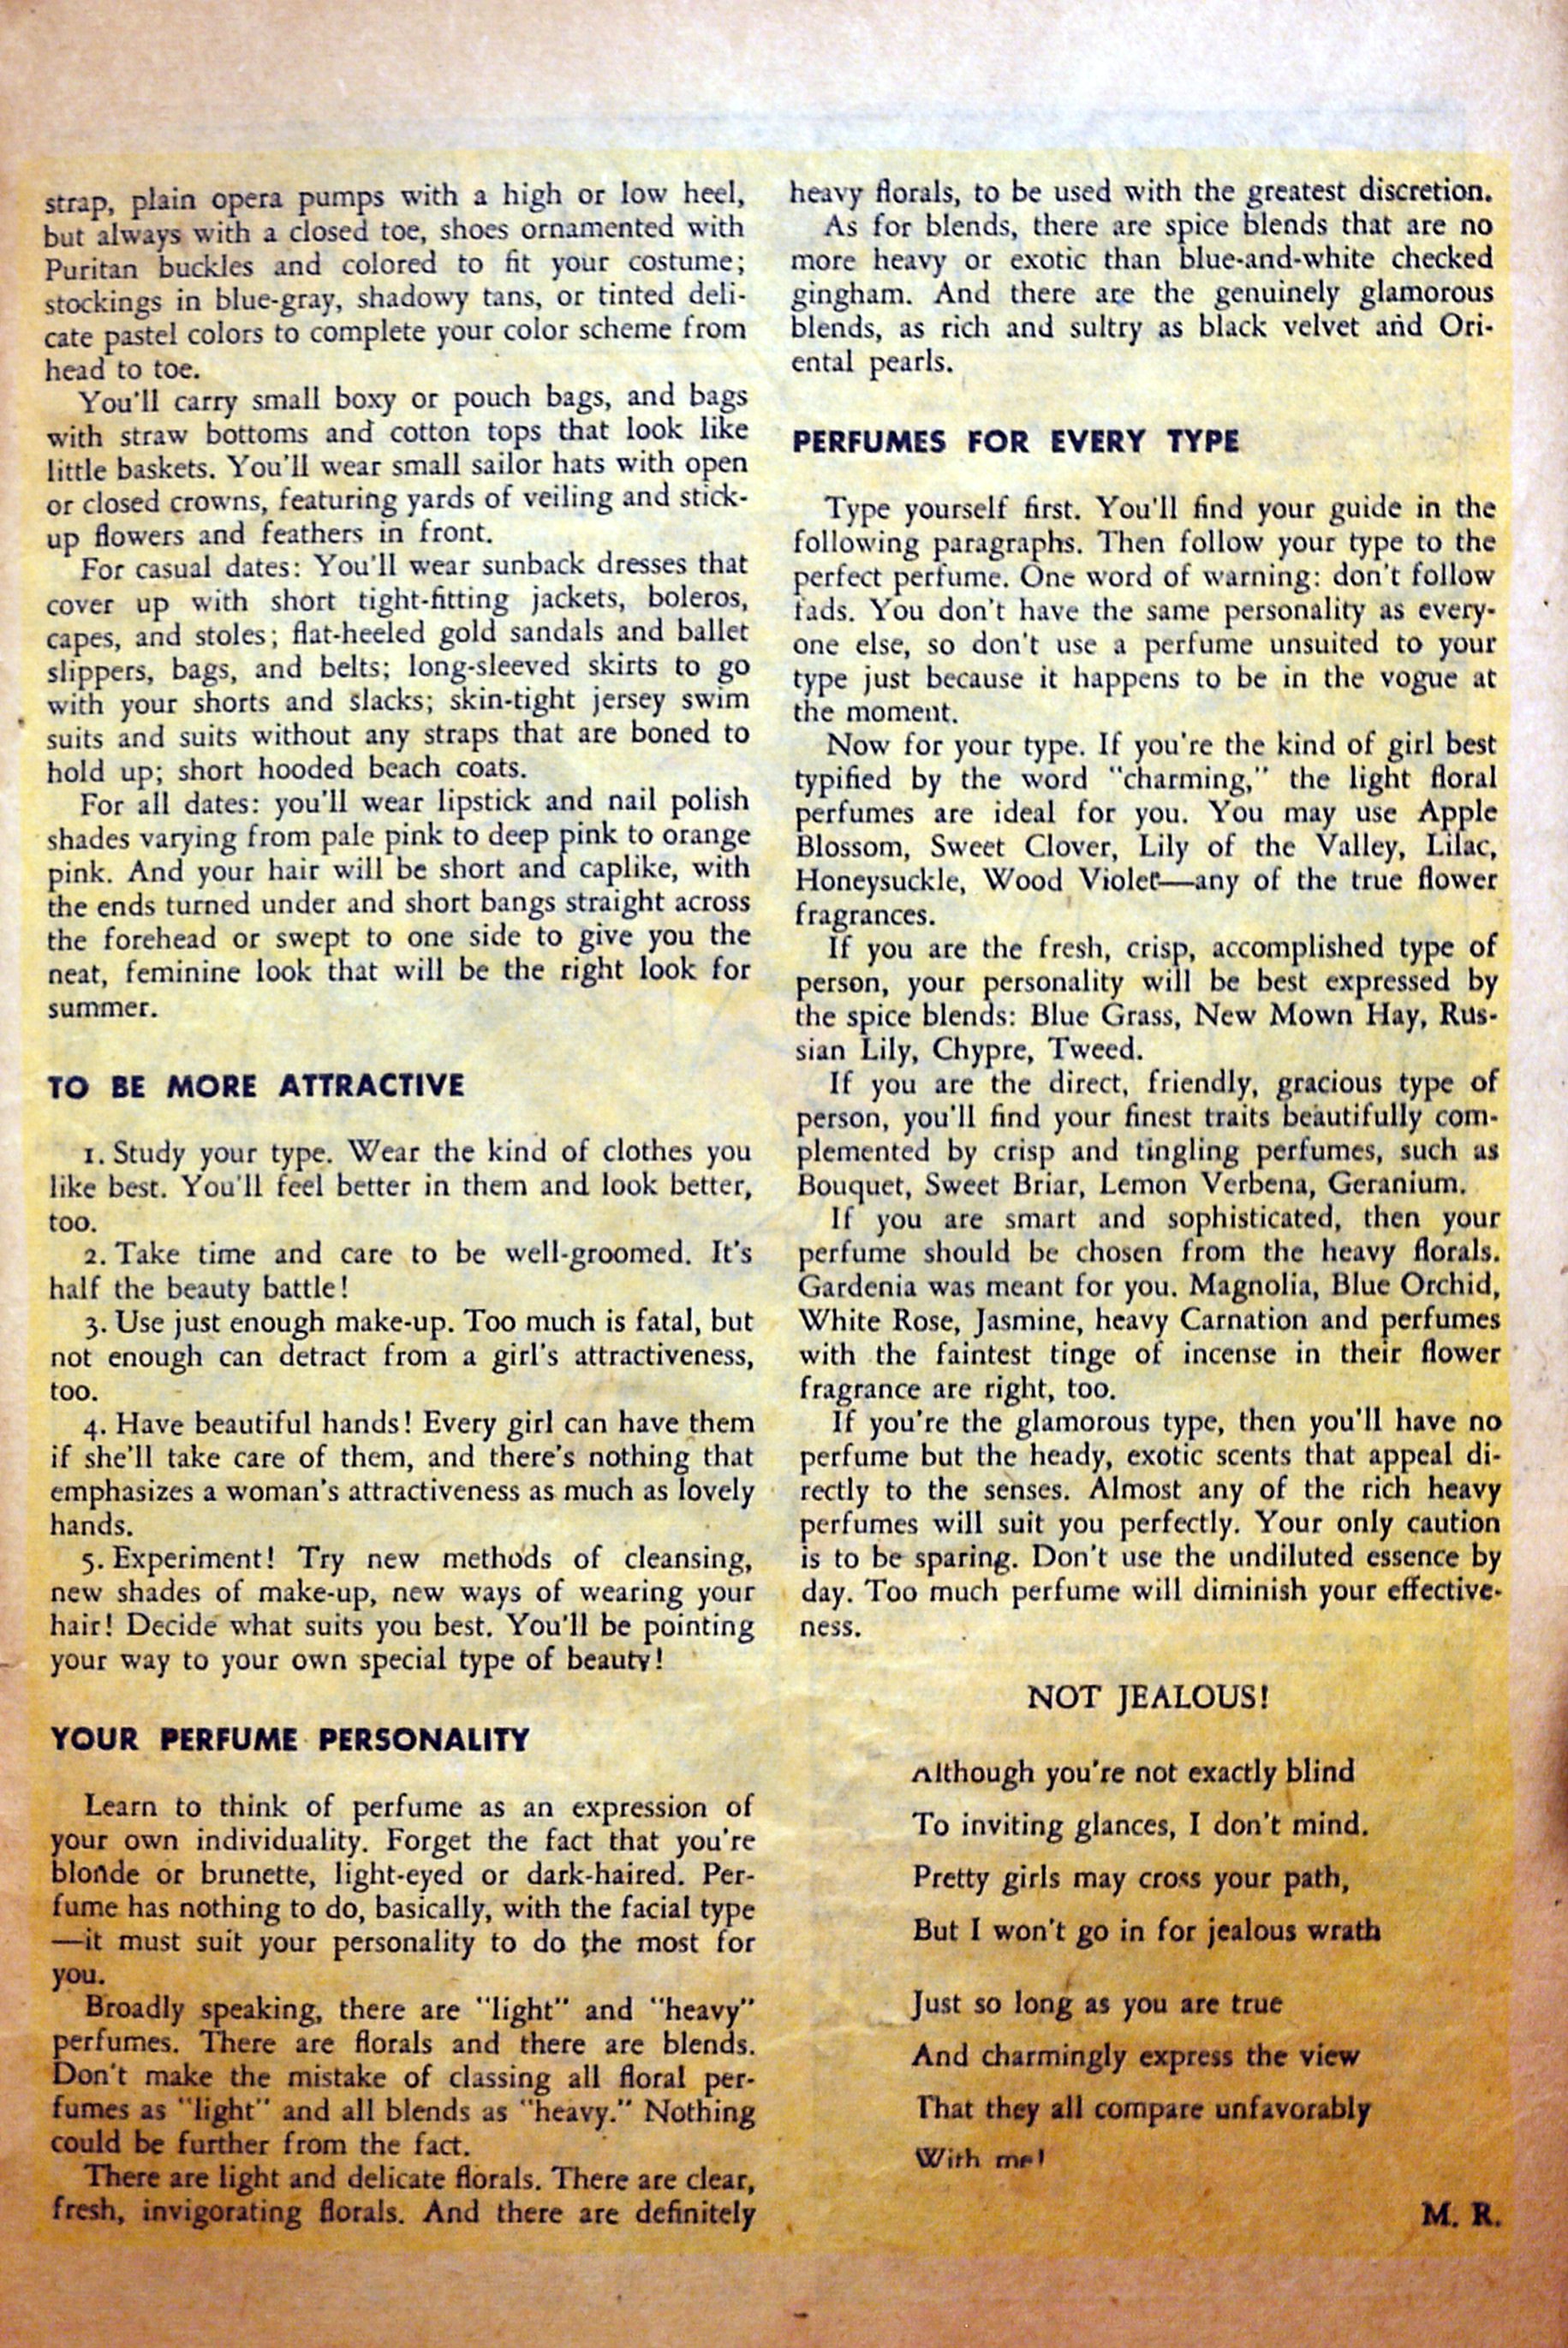 strap, plain opera pumps with a high or low heel,
but always with a closed toe, shoes ornamented with
Puritan buckles and colored to fit your costume;
stockings in blue-gray, shadowy tans, or tinted deli-
cate pastel colors to complete your color scheme from
head to toe.
You'll carry small boxy or pouch bags, and bags
with straw bottoms and cotton tops that look like
little baskets. You'll wear small sailor hats with open
or closed crowns, featuring yards of veiling and stick-
up flowers and feathers in front.
For casual dates: You'll wear sunback dresses that
cover up with short tight-fitting jackets, boleros,
capes, and stoles; flat-heeled gold sandals and ballet
slippers, bags, and belts; long-sleeved skirts to go
with your shorts and slacks; skin-tight jersey swim
suits and suits without any straps that are boned to
hold up; short hooded beach coats.
For all dates: you'll wear lipstick and nail polish
shades varying from pale pink to deep pink to orange
pink. And your hair will be short and caplike, with
the ends turned under and short bangs straight across
the forehead or swept to one side to give you the
neat, feminine look that will be the right look for
summer.
TO BE MORE ATTRACTIVE
1. Study your type. Wear the kind of clothes you
like best. You'll feel better in them and look better,
too.
2. Take time and care to be well-groomed. It's
half the beauty battle!
3. Use just enough make-up. Too much is fatal, but
not enough can detract from a girl's attractiveness,
too.
4. Have beautiful hands! Every girl can have them
if she'll take care of them, and there's nothing that
emphasizes a woman's attractiveness as much as lovely
hands.
5. Experiment! Try new methods of cleansing,
new shades of make-up, new ways of wearing your
hair! Decide what suits you best. You'll be pointing
your way to your own special type of beauty!
YOUR PERFUME PERSONALITY
Learn to think of perfume as an expression of
your own individuality. Forget the fact that you're
blonde or brunette, light-eyed or dark-haired. Per-
fume has nothing to do, basically, with the facial type
—it must suit your personality to do the most for
you.
Broadly speaking, there are "light" and "heavy"
perfumes. There are florals and there are blends.
Don't make the mistake of classing all floral per-
fumes as "light" and all blends as "heavy." Nothing
could be further from the fact.
There are light and delicate florals. There are clear,
fresh, invigorating florals. And there are definitely
heavy florals, to be used with the greatest discretion.
As for blends, there are spice blends that are no
more heavy or exotic than blue-and-white checked
gingham. And there are the genuinely glamorous
blends, as rich and sultry as black velvet and Ori-
ental pearls.
PERFUMES FOR EVERY TYPE
Type yourself first. You'll find your guide in the
following paragraphs. Then follow your type to the
perfect perfume. One word of warning: don't follow
fads. You don't have the same personality as every-
one else, so don't use a perfume unsuited to your
type just because it happens to be in the vogue at
the moment.
Now for your type. If you're the kind of girl best
typified by the word "charming," the light floral
perfumes are ideal for you. You may use Apple
Blossom, Sweet Clover, Lily of the Valley, Lilac,
Honeysuckle, Wood Violet—any of the true flower
fragrances.
If you are the fresh, crisp, accomplished type of
person, your personality will be best expressed by
the spice blends: Blue Grass, New Mown Hay, Rus-
sian Lily, Chypre, Tweed.
If you are the direct, friendly, gracious type of
person, you'll find your finest traits beautifully com-
plemented by crisp and tingling perfumes, such as
Bouquet, Sweet Briar, Lemon Verbena, Geranium.
If you are smart and sophisticated, then your
perfume should be chosen from the heavy florals.
Gardenia was meant for you. Magnolia, Blue Orchid,
White Rose, Jasmine, heavy Carnation and perfumes
with the faintest tinge of incense in their flower
fragrance are right, too.
If you're the glamorous type, then you'll have no
perfume but the heady, exotic scents that appeal di-
rectly to the senses. Almost any of the rich heavy
perfumes will suit you perfectly. Your only caution
is to be sparing. Don't use the undiluted essence by
day. Too much perfume will diminish your effective-
ness.
NOT JEALOUS!
Although you're not exactly blind
To inviting glances, I don't mind.
Pretty girls may cross your path,
But I won't go in for jealous wrath
Just so long as you are true
And charmingly express the view
That they all compare unfavorably
With me!
M. R.